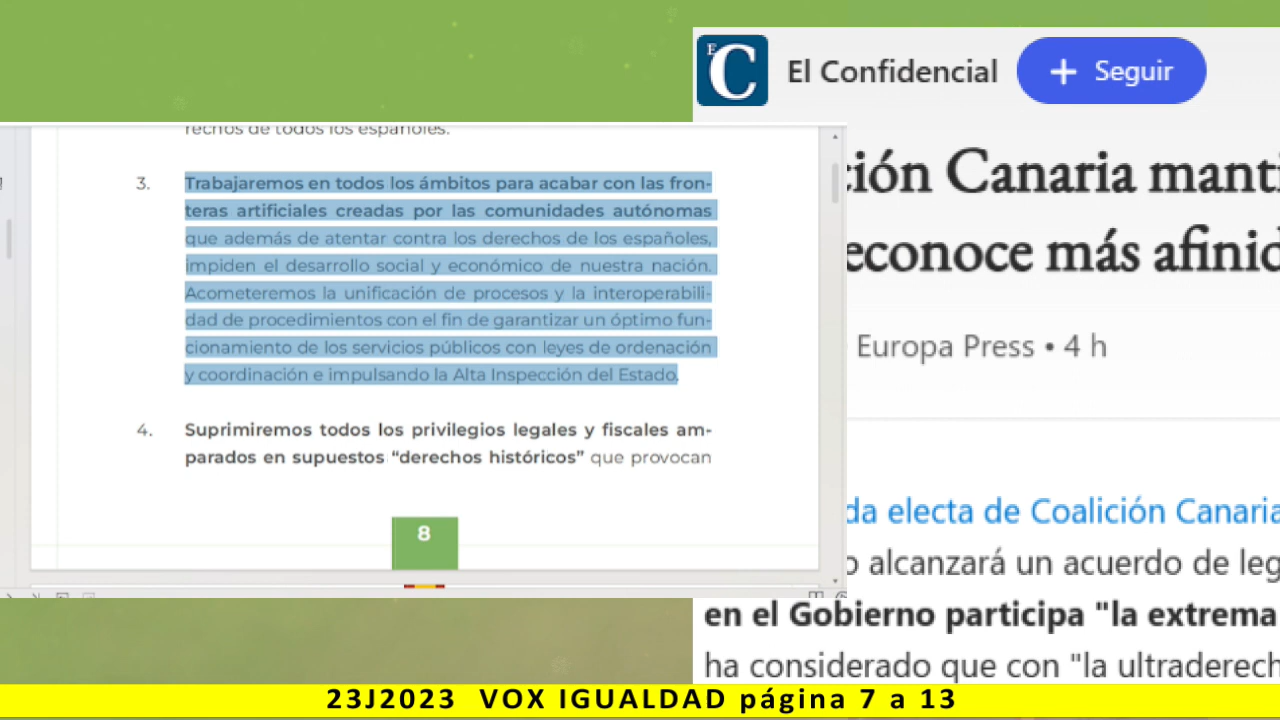 rechos de todos los españoles.
3. Trabajaremos en todos los ámbitos para acabar con las fron-
teras artificiales creadas por las comunidades autónomas
que además de atentar contra los derechos de los españoles,
impiden el desarrollo social y económico de nuestra nación.
Acometeremos la unificación de procesos y la interoperabili-
dad de procedimientos con el fin de garantizar un óptimo fun-
cionamiento de los servicios públicos con leyes de ordenación
y coordinación e impulsando la Alta Inspección del Estado.
4. Suprimiremos todos los privilegios legales y fiscales am-
parados en supuestos “derechos históricos” que provocan
8
E C
El Confidencial
+ Seguir
ción Canaria manti
econoce más afinid
Europa Press • 4 h
da electa de Coalición Canaria
o alcanzará un acuerdo de leg
en el Gobierno participa "la extrema
ha considerado que con "la ultraderech
23J2023 VOX IGUALDAD página 7 a 13